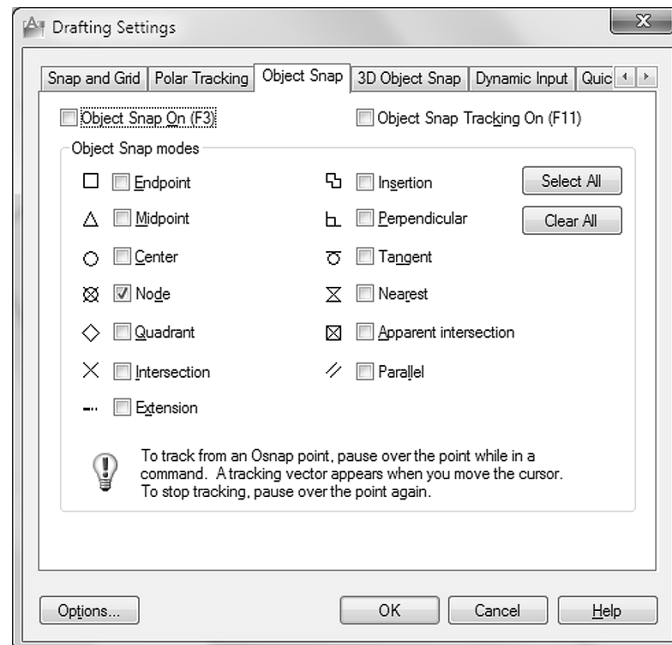 Drafting Settings
Snap and Grid Polar Tracking Object Snap 3D Object Snap Dynamic Input Quic
Object Snap On (F3) Object Snap Tracking On (F11)
Object Snap modes
Endpoint Insertion Select All
Midpoint Perpendicular Clear All
Center Tangent
Node Nearest
Quadrant Apparent intersection
Intersection Parallel
Extension
To track from an Osnap point, pause over the point while in a
command. A tracking vector appears when you move the cursor.
To stop tracking, pause over the point again.
Options... OK Cancel Help